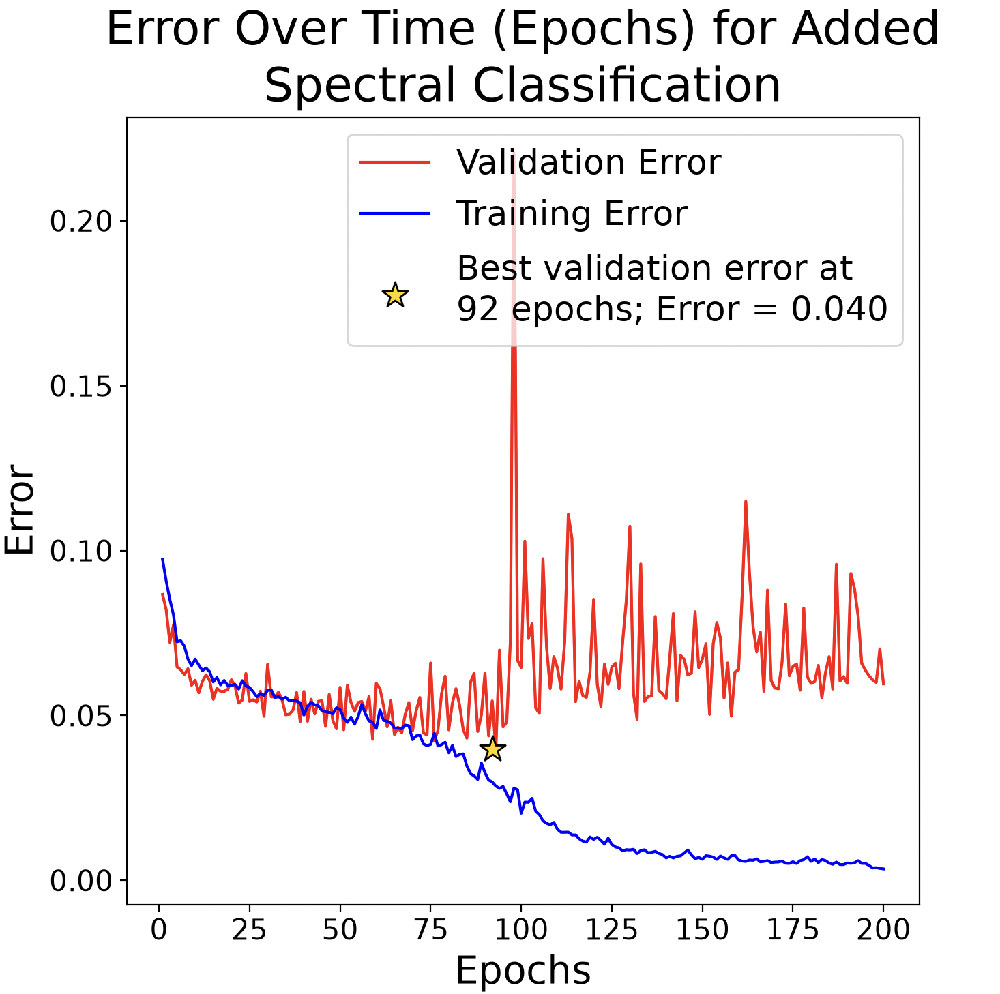 Error Over Time (Epochs) for Added
Spectral Classification
Validation Error
Training Error
Best validation error at
92 epochs; Error = 0.040
Error
0.20
0.15
0.10
0.05
0.00
0 25 50 75 100 125 150 175 200
Epochs